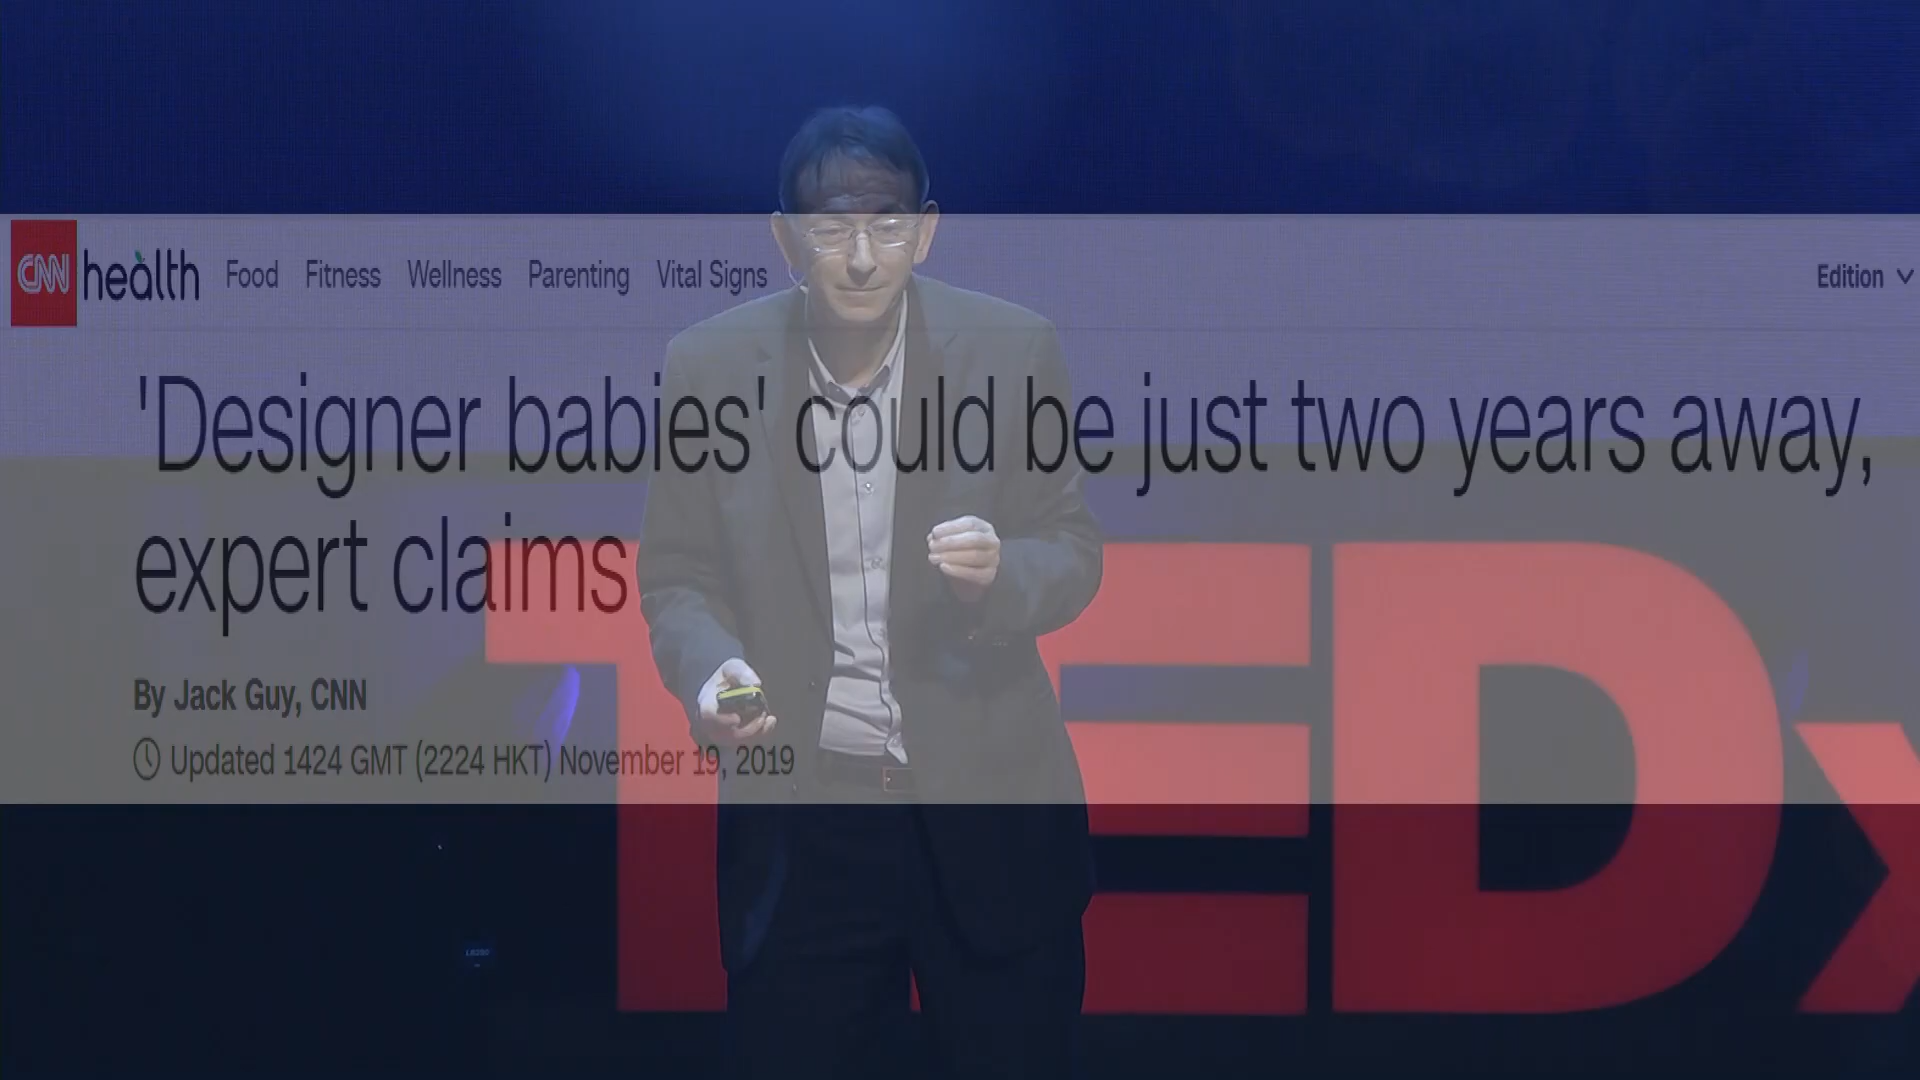 CNN health Food Fitness Wellness Parenting Vital Signs Edition
'Designer babies' could be just two years away,
expert claims
By Jack Guy, CNN
Updated 1424 GMT (2224 HKT) November 19, 2019
TEDx